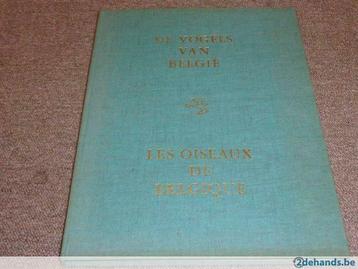 DE VOGELS
VAN
BELGIË
LES OISEAUX
DE
BELGIQUE
2dehands.be